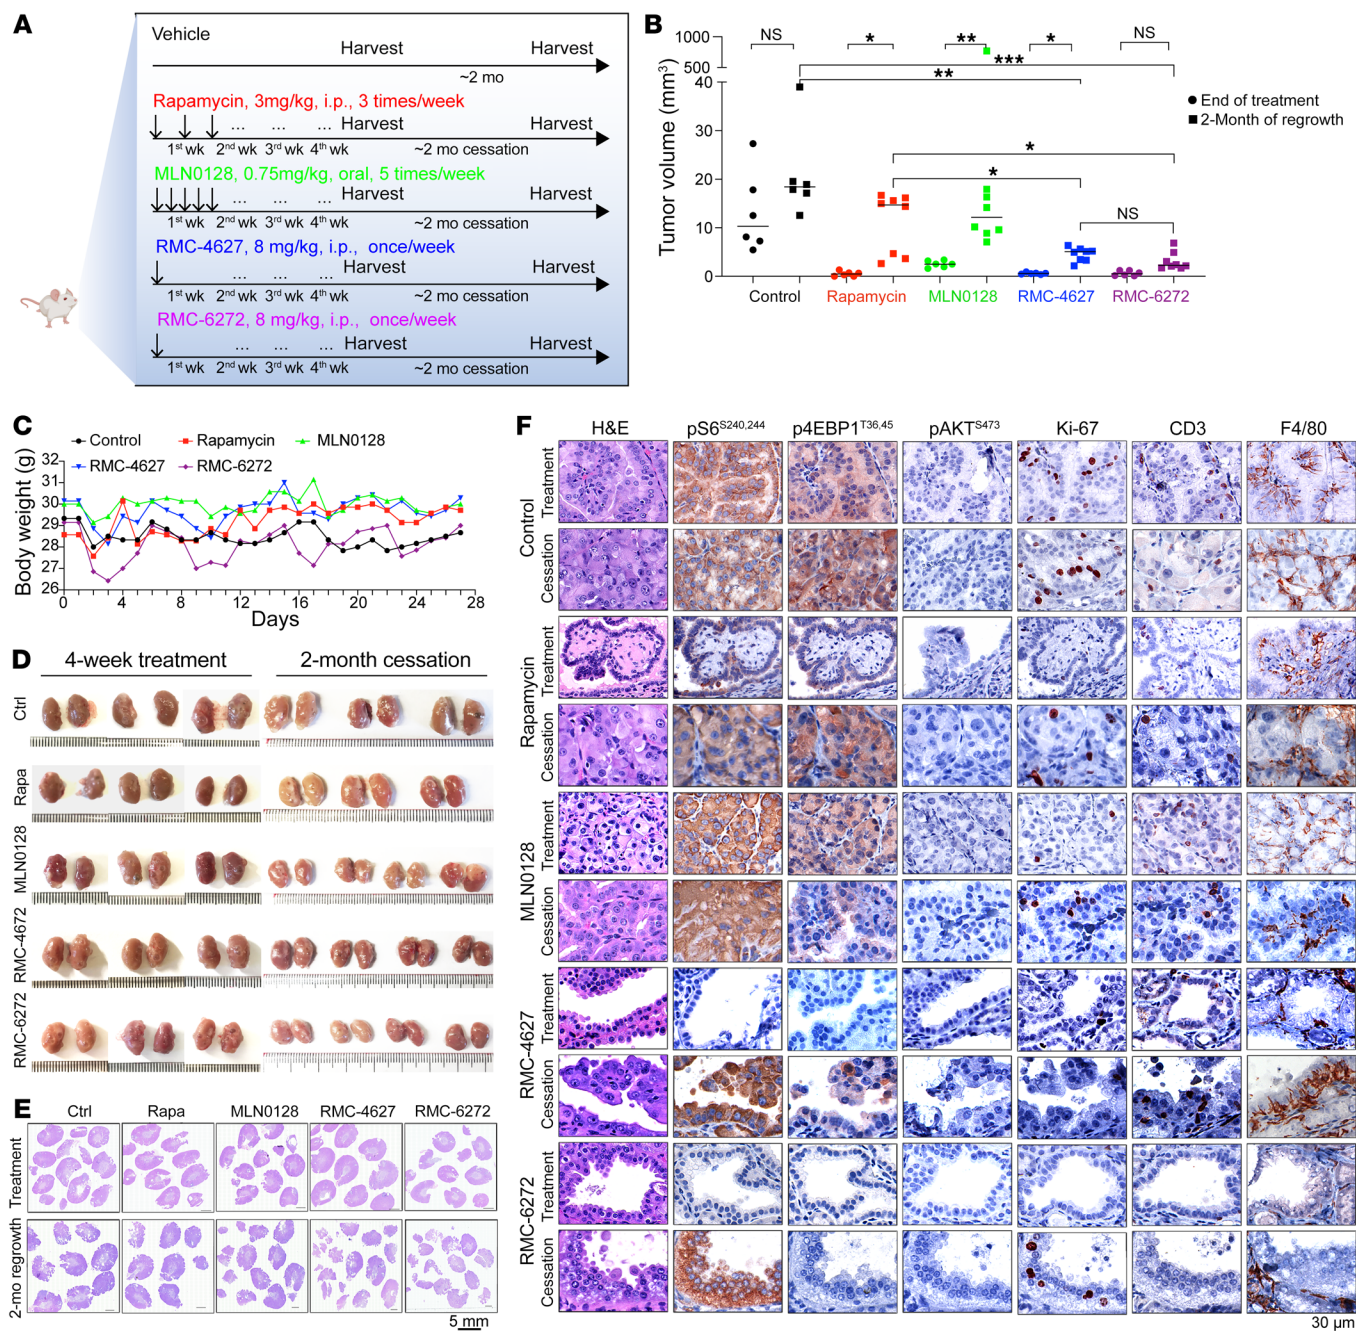 A
Vehicle
Harvest Harvest
~2 mo
Rapamycin, 3mg/kg, i.p., 3 times/week
... ... ... Harvest Harvest
1st wk 2nd wk 3rd wk 4th wk ~2 mo cessation
MLN0128, 0.75mg/kg, oral, 5 times/week
... ... ... Harvest Harvest
1st wk 2nd wk 3rd wk 4th wk ~2 mo cessation
RMC-4627, 8 mg/kg, i.p., once/week
... ... ... Harvest Harvest
1st wk 2nd wk 3rd wk 4th wk ~2 mo cessation
RMC-6272, 8 mg/kg, i.p., once/week
... ... ... Harvest Harvest
1st wk 2nd wk 3rd wk 4th wk ~2 mo cessation
B
Tumor volume (mm3)
1000
500
40
30
20
10
0
NS * ** * NS
***
**
*
*
NS
End of treatment
2-Month of regrowth
Control Rapamycin MLN0128 RMC-4627 RMC-6272
C
Control Rapamycin MLN0128
RMC-4627 RMC-6272
Body weight (g)
31
30
29
28
27
26
0 4 8 12 16 20 24 28
Days
D
4-week treatment 2-month cessation
Ctrl
Rapa
MLN0128
RMC-4672
RMC-6272
E
Ctrl Rapa MLN0128 RMC-4627 RMC-6272
Treatment
2-mo regrowth
5 mm
F
H&E pS6S240,244 p4EBP1T36,45 pAKTS473 Ki-67 CD3 F4/80
Control
Treatment
Cessation
Rapamycin
Treatment
Cessation
MLN0128
Treatment
Cessation
RMC-4627
Treatment
Cessation
RMC-6272
Treatment
Cessation
30 µm